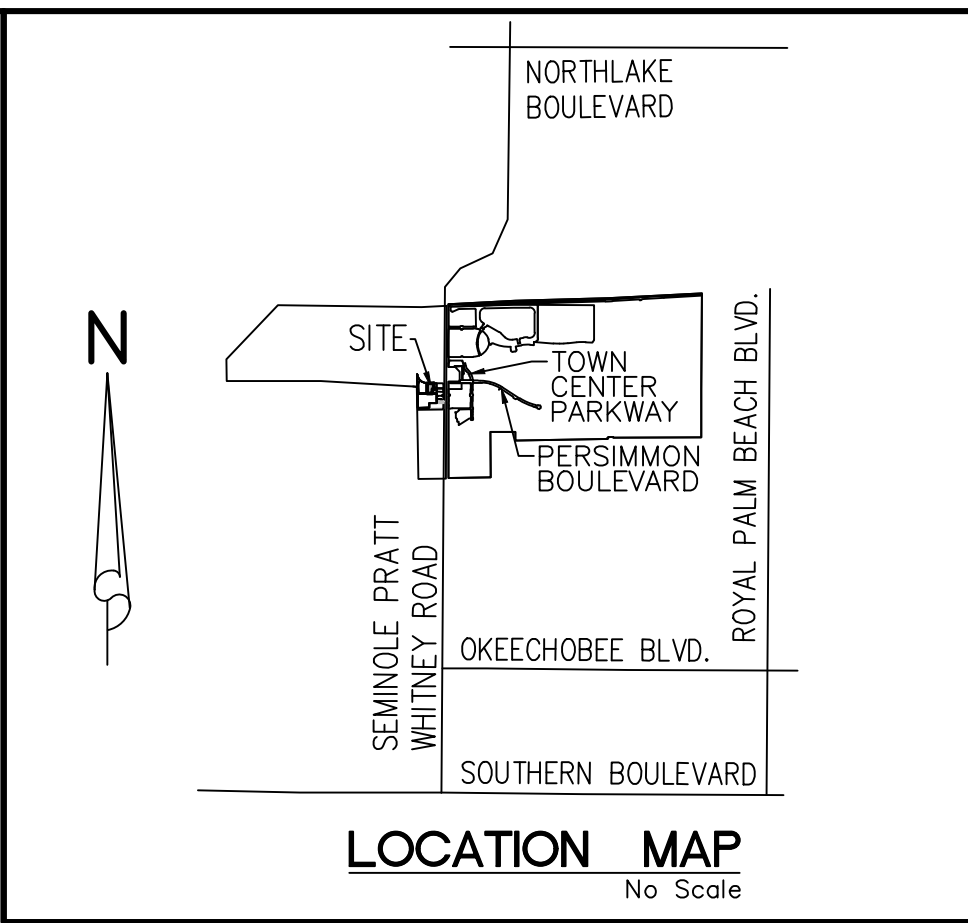 NORTHLAKE
BOULEVARD
N
SITE
TOWN
CENTER
PARKWAY
PERSIMMON
BOULEVARD
ROYAL PALM BEACH BLVD.
SEMINOLE PRATT
WHITNEY ROAD
OKEECHOBEE BLVD.
SOUTHERN BOULEVARD
LOCATION MAP
No Scale